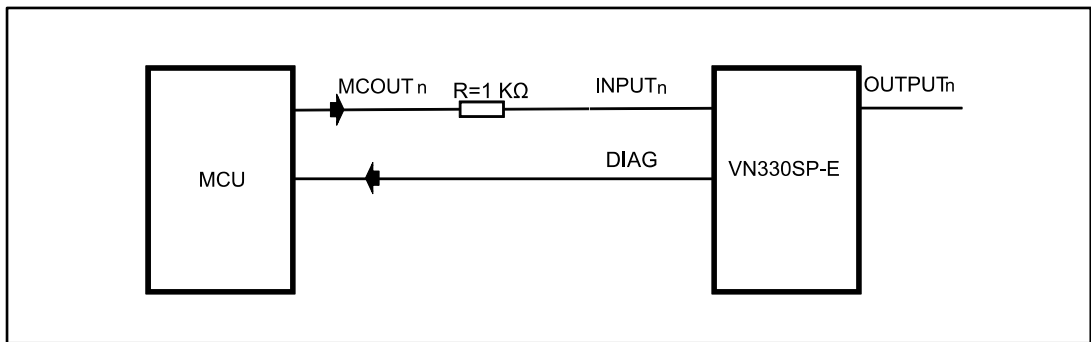 MCOUTn
R=1 KΩ
INPUTn
OUTPUTn
DIAG
MCU
VN330SP-E